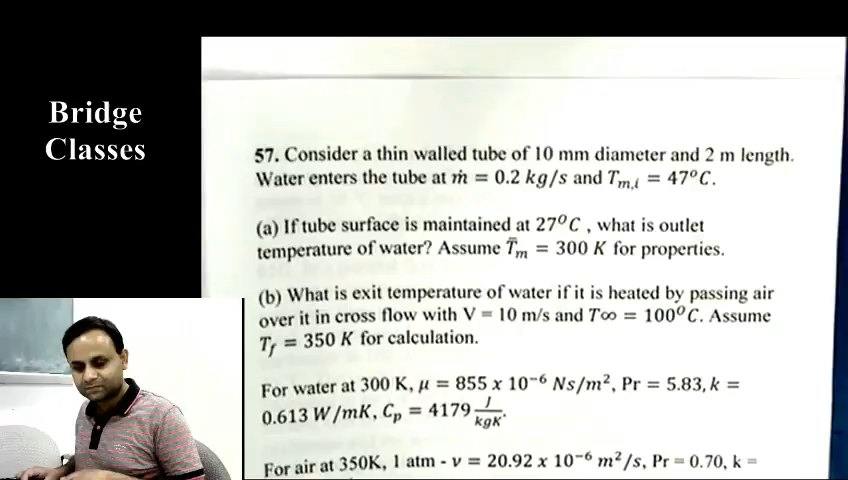 Bridge
Classes
57. Consider a thin walled tube of 10 mm diameter and 2 m length.
Water enters the tube at ṁ = 0.2 kg/s and T_{m,i} = 47⁰C.
(a) If tube surface is maintained at 27⁰C , what is outlet
temperature of water? Assume T̄_m = 300 K for properties.
(b) What is exit temperature of water if it is heated by passing air
over it in cross flow with V = 10 m/s and T∞ = 100⁰C. Assume
T_f = 350 K for calculation.
For water at 300 K, μ = 855 x 10⁻⁶ Ns/m², Pr = 5.83, k =
0.613 W/mK, C_p = 4179 J/kgK.
For air at 350K, 1 atm - ν = 20.92 x 10⁻⁶ m²/s, Pr = 0.70, k =